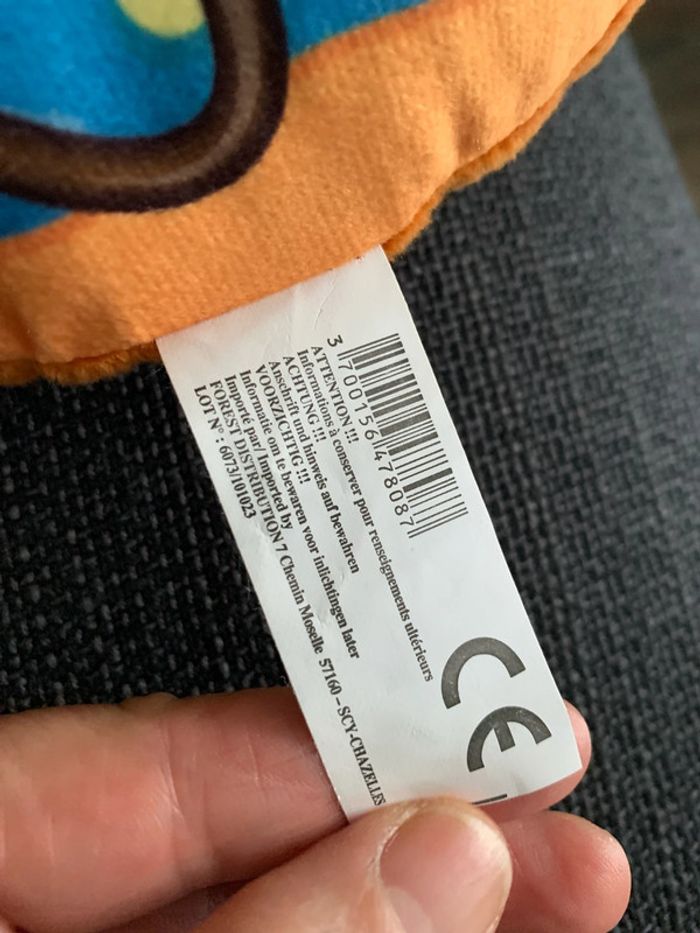 3 700156 478087
ATTENTION !!!
Informations à conserver pour renseignements ultérieurs
ACHTUNG !!!
Anschrift und hinweis auf bewahren
VOORZICHTIG !!!
Informatie om te bewaren voor inlichtingen later
Importé par/ Imported by
FOREST DISTRIBUTION 7 Chemin Moselle 57160 – SCY-CHAZELLES
LOT N° : 6073/101023
CE